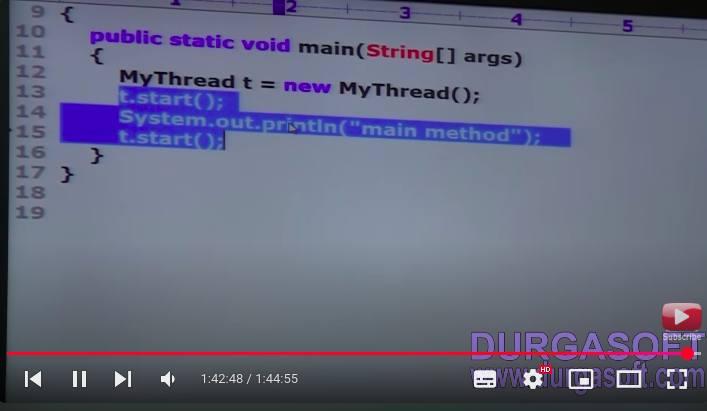 1 2 3 4 5
9 {
10 public static void main(String[] args)
11 {
12 MyThread t = new MyThread();
13 t.start();
14 System.out.println("main method");
15 t.start();
16 }
17 }
18
19
Subscribe
DURGASOFT
www.durgasoft.com
1:42:48 / 1:44:55
HD